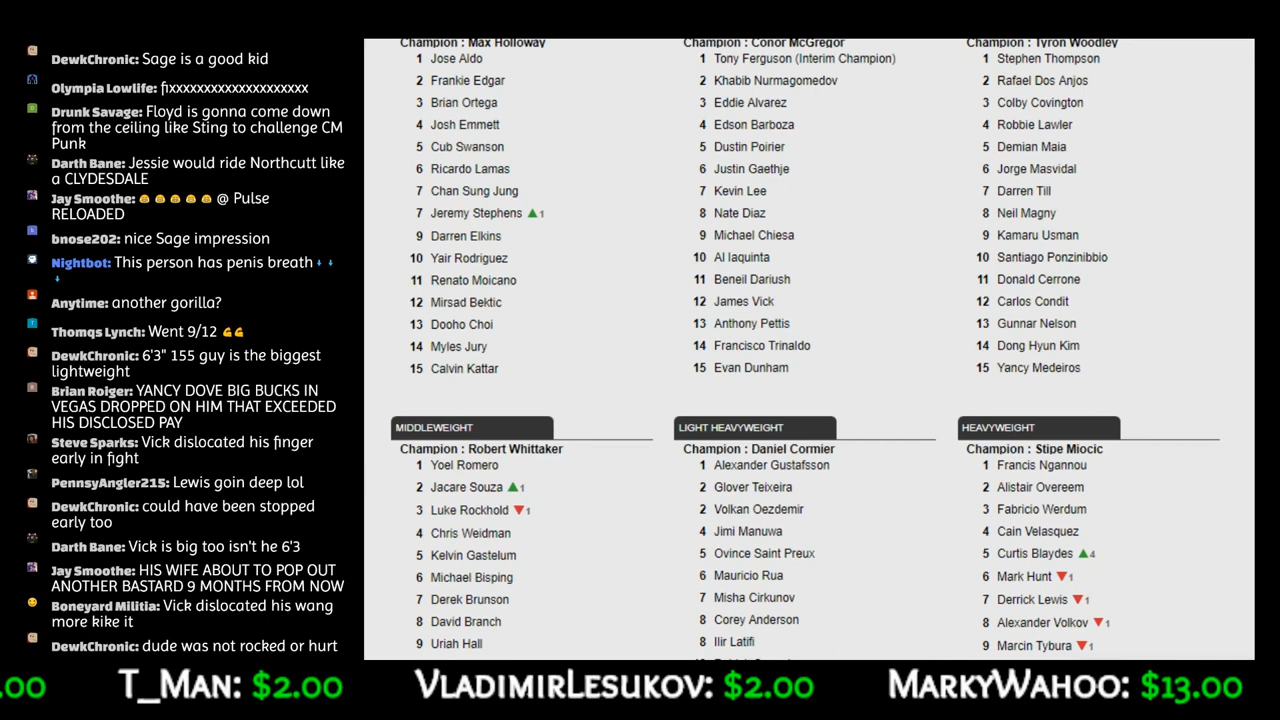 DewkChronic: Sage is a good kid
Olympia Lowlife: fixxxxxxxxxxxxxxxxxxxx
Drunk Savage: Floyd is gonna come down
from the ceiling like Sting to challenge CM
Punk
Darth Bane: Jessie would ride Northcutt like
a CLYDESDALE
Jay Smoothe: @ Pulse
RELOADED
bnose202: nice Sage impression
Nightbot: This person has penis breath
Anytime: another gorilla?
Thomqs Lynch: Went 9/12
DewkChronic: 6'3" 155 guy is the biggest
lightweight
Brian Roiger: YANCY DOVE BIG BUCKS IN
VEGAS DROPPED ON HIM THAT EXCEEDED
HIS DISCLOSED PAY
Steve Sparks: Vick dislocated his finger
early in fight
PennsyAngler215: Lewis goin deep lol
DewkChronic: could have been stopped
early too
Darth Bane: Vick is big too isn't he 6'3
Jay Smoothe: HIS WIFE ABOUT TO POP OUT
ANOTHER BASTARD 9 MONTHS FROM NOW
Boneyard Militia: Vick dislocated his wang
more kike it
DewkChronic: dude was not rocked or hurt
Champion : Max Holloway
1 Jose Aldo
2 Frankie Edgar
3 Brian Ortega
4 Josh Emmett
5 Cub Swanson
6 Ricardo Lamas
7 Chan Sung Jung
7 Jeremy Stephens ▲1
9 Darren Elkins
10 Yair Rodriguez
11 Renato Moicano
12 Mirsad Bektic
13 Dooho Choi
14 Myles Jury
15 Calvin Kattar
Champion : Conor McGregor
1 Tony Ferguson (Interim Champion)
2 Khabib Nurmagomedov
3 Eddie Alvarez
4 Edson Barboza
5 Dustin Poirier
6 Justin Gaethje
7 Kevin Lee
8 Nate Diaz
9 Michael Chiesa
10 Al Iaquinta
11 Beneil Dariush
12 James Vick
13 Anthony Pettis
14 Francisco Trinaldo
15 Evan Dunham
Champion : Tyron Woodley
1 Stephen Thompson
2 Rafael Dos Anjos
3 Colby Covington
4 Robbie Lawler
5 Demian Maia
6 Jorge Masvidal
7 Darren Till
8 Neil Magny
9 Kamaru Usman
10 Santiago Ponzinibbio
11 Donald Cerrone
12 Carlos Condit
13 Gunnar Nelson
14 Dong Hyun Kim
15 Yancy Medeiros
MIDDLEWEIGHT
Champion : Robert Whittaker
1 Yoel Romero
2 Jacare Souza ▲1
3 Luke Rockhold ▼1
4 Chris Weidman
5 Kelvin Gastelum
6 Michael Bisping
7 Derek Brunson
8 David Branch
9 Uriah Hall
LIGHT HEAVYWEIGHT
Champion : Daniel Cormier
1 Alexander Gustafsson
2 Glover Teixeira
2 Volkan Oezdemir
4 Jimi Manuwa
5 Ovince Saint Preux
6 Mauricio Rua
7 Misha Cirkunov
8 Corey Anderson
8 Ilir Latifi
HEAVYWEIGHT
Champion : Stipe Miocic
1 Francis Ngannou
2 Alistair Overeem
3 Fabricio Werdum
4 Cain Velasquez
5 Curtis Blaydes ▲4
6 Mark Hunt ▼1
7 Derrick Lewis ▼1
8 Alexander Volkov ▼1
9 Marcin Tybura ▼1
.00 T_Man: $2.00 VladimirLesukov: $2.00 MarkyWahoo: $13.00